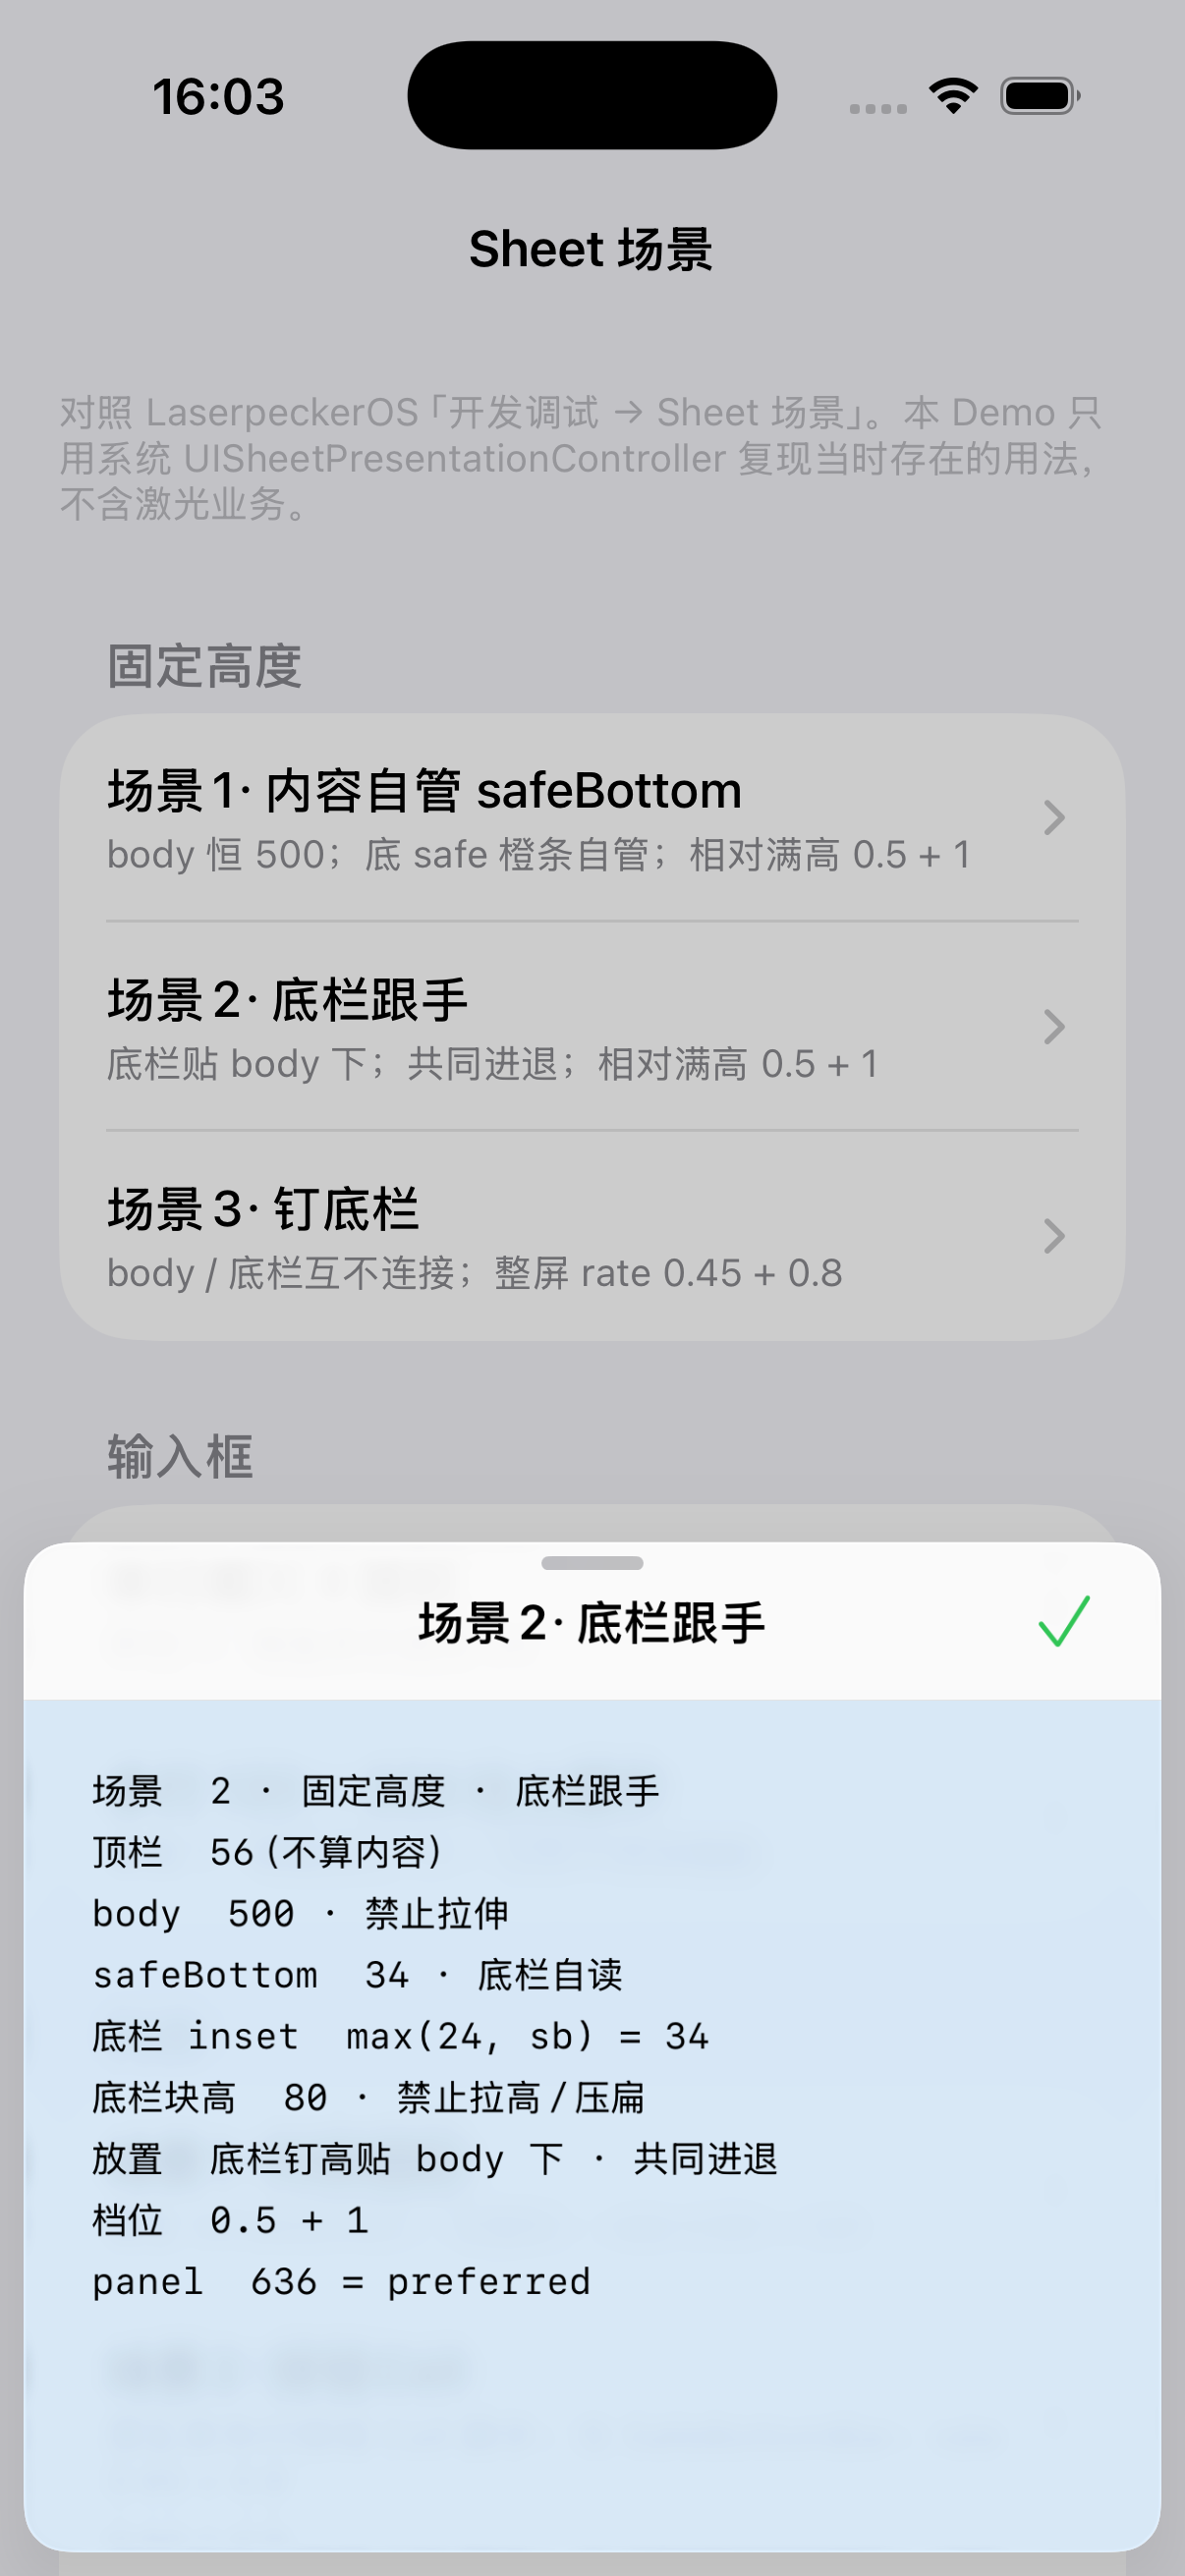 16:03
Sheet 场景
对照 LaserpeckerOS「开发调试 → Sheet 场景」。本 Demo 只
用系统 UISheetPresentationController 复现当时存在的用法，
不含激光业务。
固定高度
场景 1 · 内容自管 safeBottom
body 恒 500；底 safe 橙条自管；相对满高 0.5 + 1
场景 2 · 底栏跟手
底栏贴 body 下；共同进退；相对满高 0.5 + 1
场景 3 · 钉底栏
body / 底栏互不连接；整屏 rate 0.45 + 0.8
输入框
场景 2 · 底栏跟手
场景  2 · 固定高度 · 底栏跟手
顶栏  56（不算内容）
body  500 · 禁止拉伸
safeBottom  34 · 底栏自读
底栏 inset  max(24, sb) = 34
底栏块高  80 · 禁止拉高/压扁
放置  底栏钉高贴 body 下 · 共同进退
档位  0.5 + 1
panel  636 = preferred